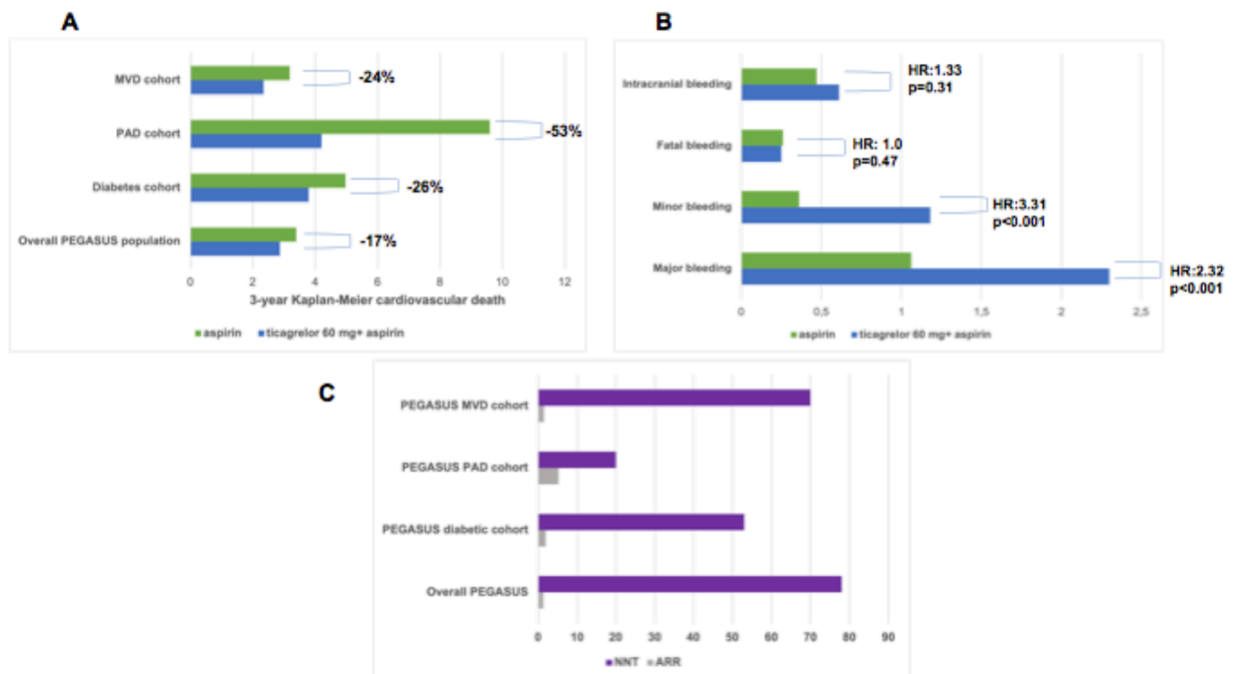 A
MVD cohort
-24%
PAD cohort
-53%
Diabetes cohort
-26%
Overall PEGASUS population
-17%
0 2 4 6 8 10 12
3-year Kaplan-Meier cardiovascular death
aspirin ticagrelor 60 mg+ aspirin
B
Intracranial bleeding
HR:1.33
p=0.31
Fatal bleeding
HR: 1.0
p=0.47
Minor bleeding
HR:3.31
p<0.001
Major bleeding
HR:2.32
p<0.001
0 0,5 1 1,5 2 2,5
aspirin ticagrelor 60 mg+ aspirin
C
PEGASUS MVD cohort
PEGASUS PAD cohort
PEGASUS diabetic cohort
Overall PEGASUS
0 10 20 30 40 50 60 70 80 90
NNT ARR